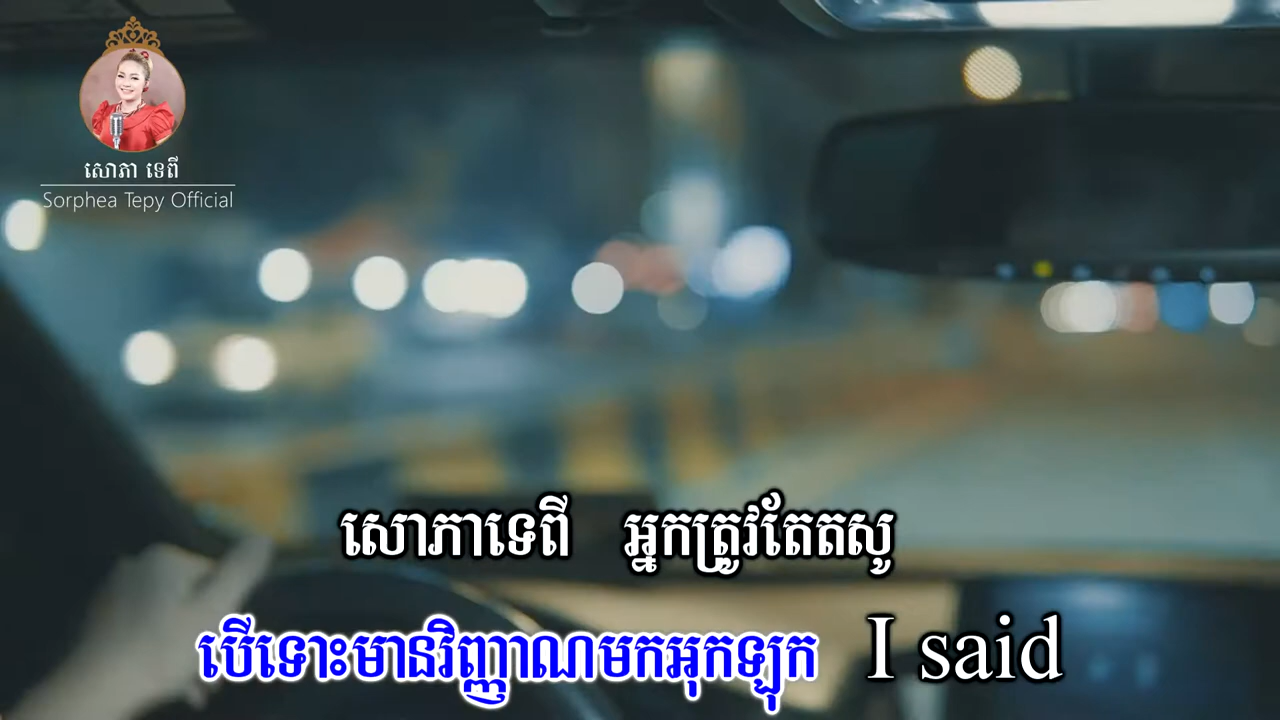 សោភា ទេពី
Sorphea Tepy Official
សោភាទេពី អ្នកត្រូវតែតស៊ូ
បើទោះមានវិញ្ញាណមកអុកឡុក I said